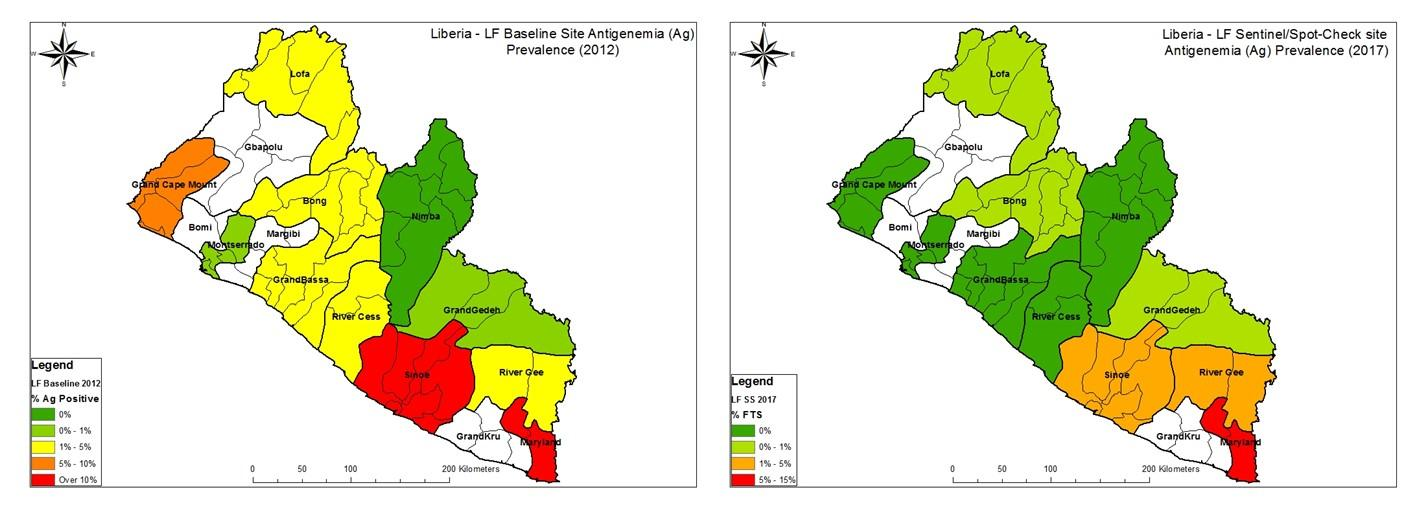 Liberia - LF Baseline Site Antigenemia (Ag)
Prevalence (2012)
N
W
E
S
Lofa
Gbapolu
Grand Cape Mount
Bong
Bomi
Nimba
Montserrado
Margibi
GrandBassa
River Cess
GrandGedeh
Sinoe
River Gee
GrandKru
Maryland
Legend
LF Baseline 2012
% Ag Positive
0%
0% - 1%
1% - 5%
5% - 10%
Over 10%
0 50 100 200 Kilometers
Liberia - LF Sentinel/Spot-Check site
Antigenemia (Ag) Prevalence (2017)
N
W
E
S
Lofa
Gbapolu
Grand Cape Mount
Bong
Bomi
Nimba
Montserrado
Margibi
GrandBassa
River Cess
GrandGedeh
Sinoe
River Gee
GrandKru
Maryland
Legend
LF SS 2017
% FTS
0%
0% - 1%
1% - 5%
5% - 15%
0 50 100 200 Kilometers